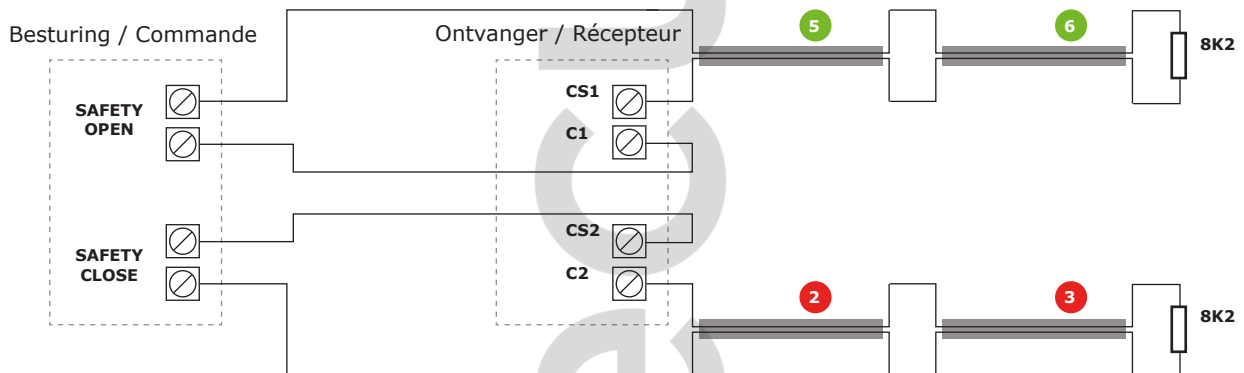 Besturing / Commande
Ontvanger / Récepteur
5
6
8K2
SAFETY
OPEN
CS1
C1
SAFETY
CLOSE
CS2
C2
2
3
8K2